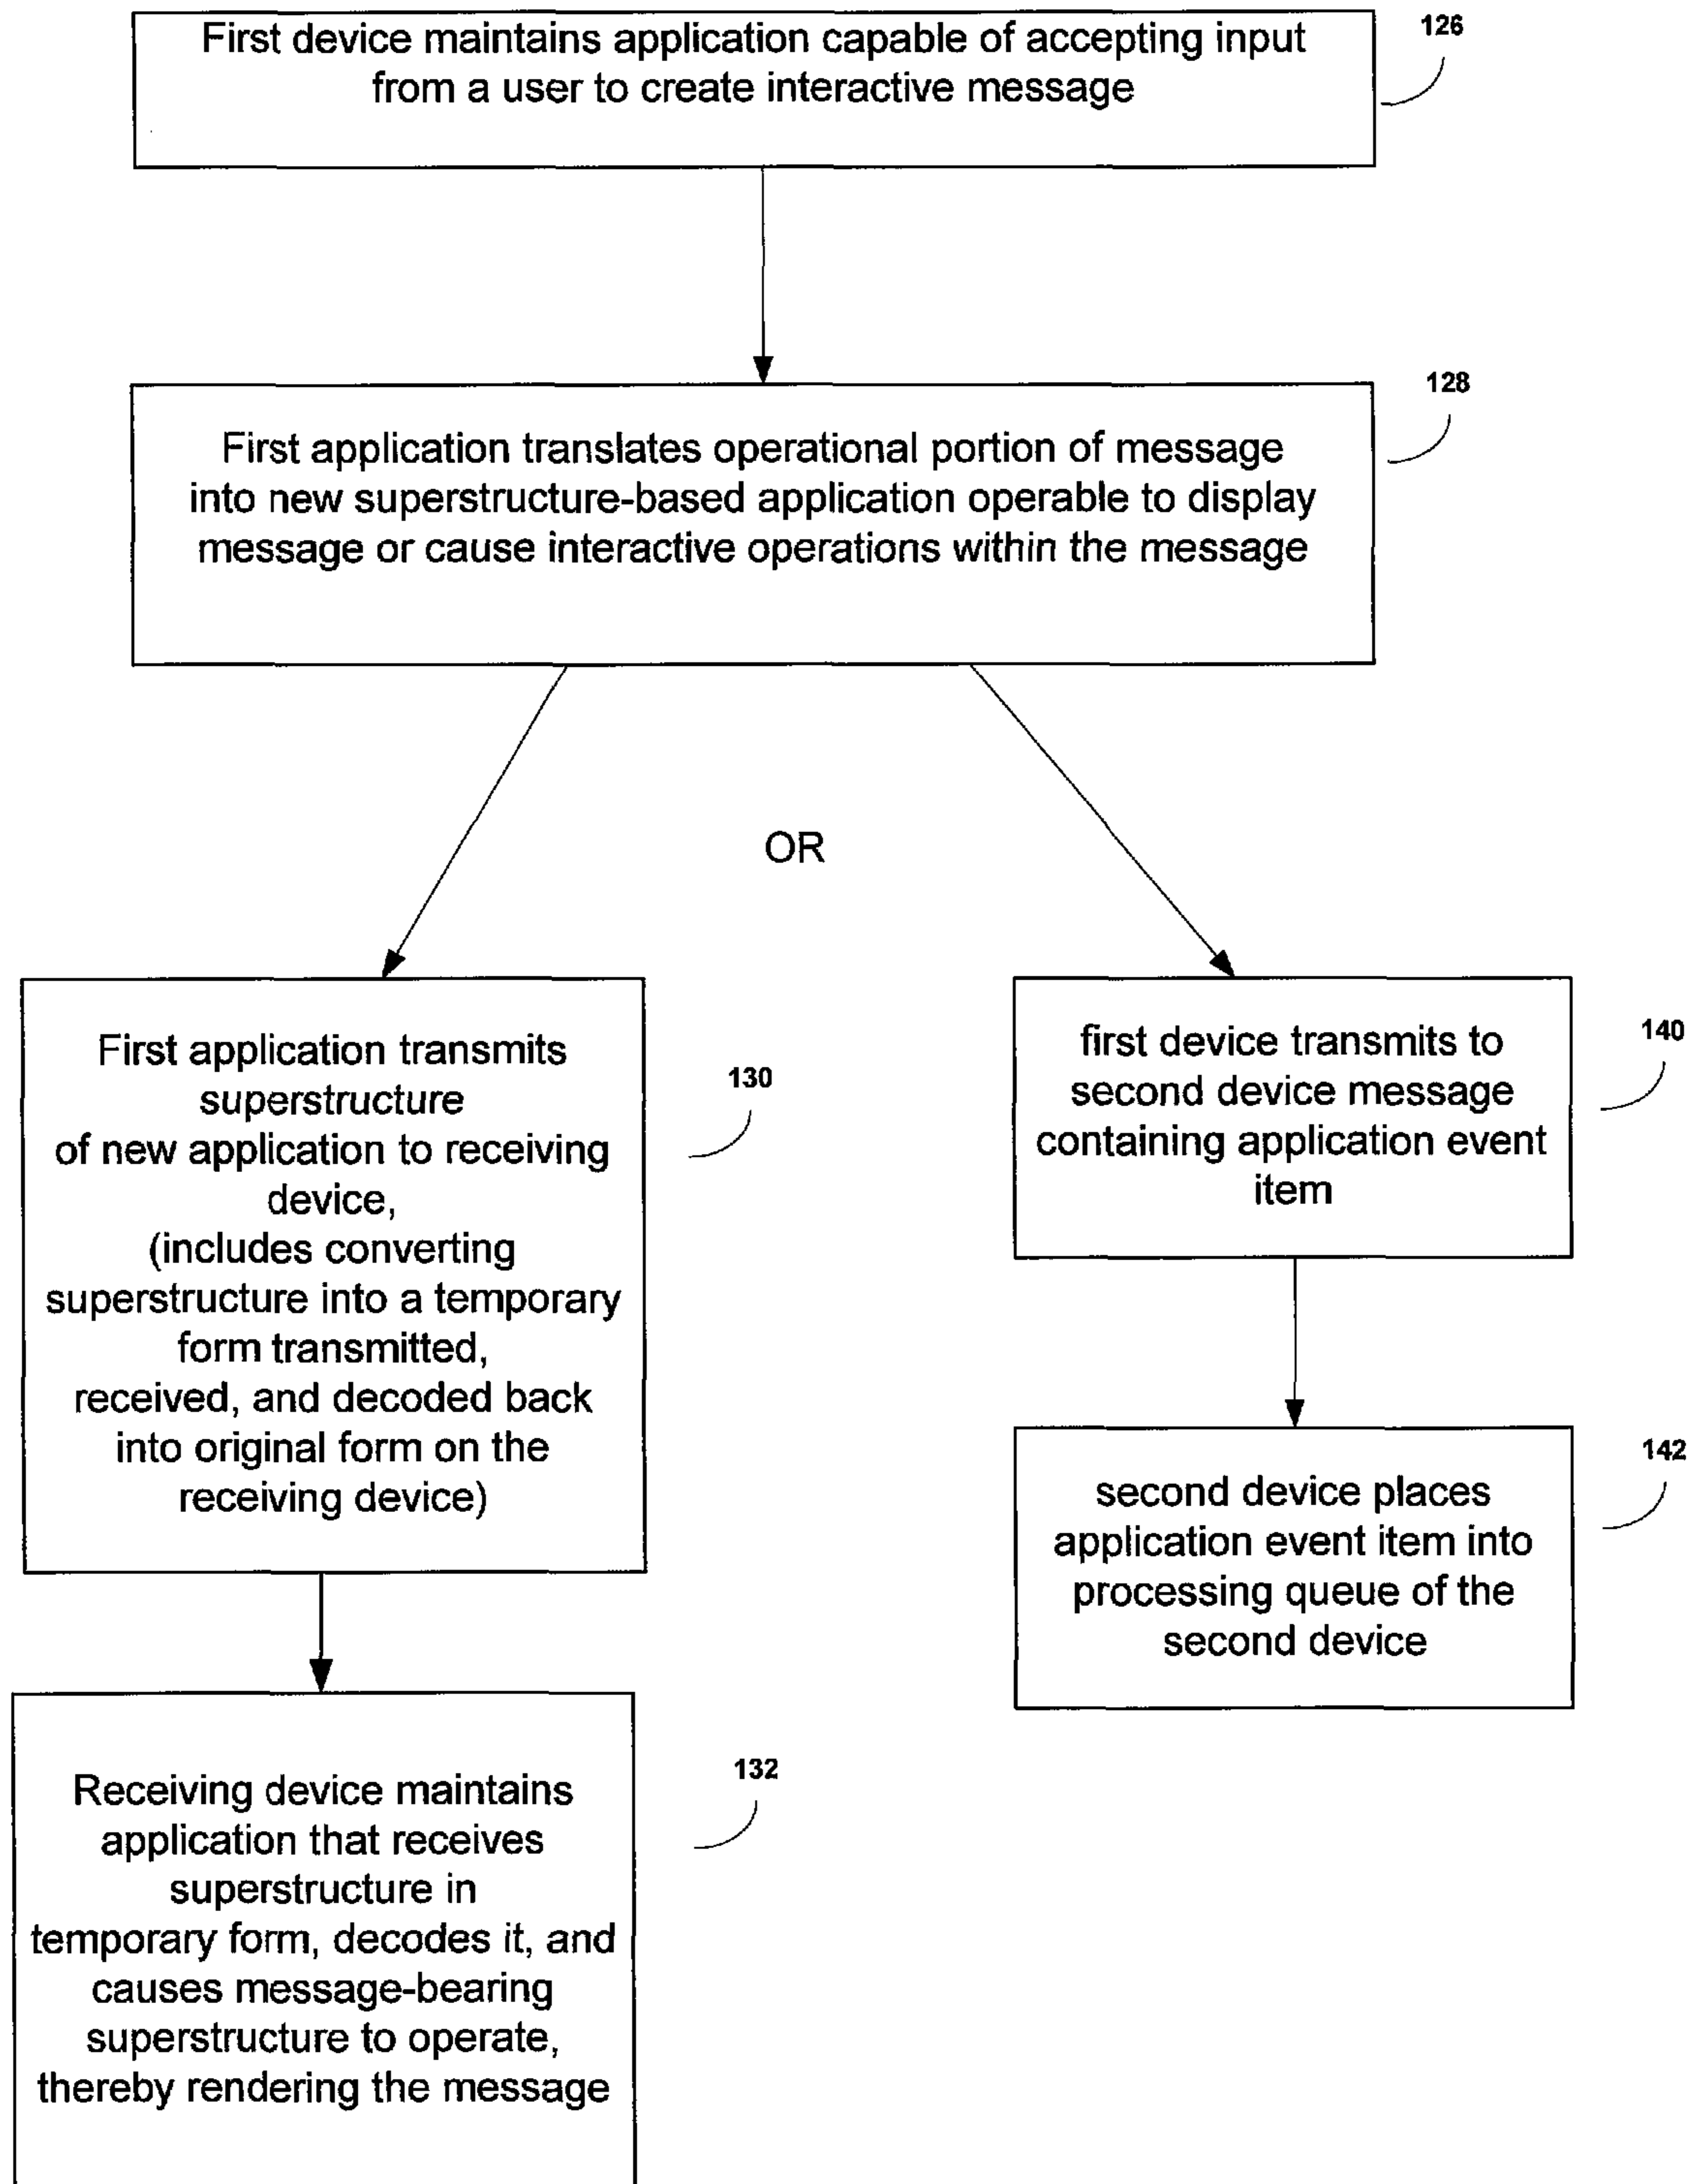 First device maintains application capable of accepting input
from a user to create interactive message
126
First application translates operational portion of message
into new superstructure-based application operable to display
message or cause interactive operations within the message
128
OR
First application transmits
superstructure
of new application to receiving
device,
(includes converting
superstructure into a temporary
form transmitted,
received, and decoded back
into original form on the
receiving device)
130
Receiving device maintains
application that receives
superstructure in
temporary form, decodes it, and
causes message-bearing
superstructure to operate,
thereby rendering the message
132
first device transmits to
second device message
containing application event
item
140
second device places
application event item into
processing queue of the
second device
142